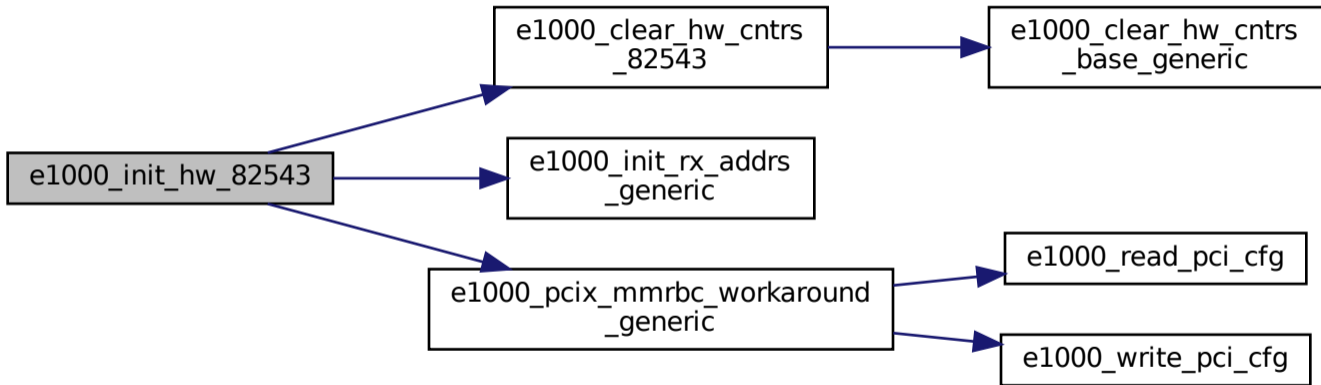 e1000_init_hw_82543
e1000_clear_hw_cntrs
_82543
e1000_clear_hw_cntrs
_base_generic
e1000_init_rx_addrs
_generic
e1000_pcix_mmrbc_workaround
_generic
e1000_read_pci_cfg
e1000_write_pci_cfg